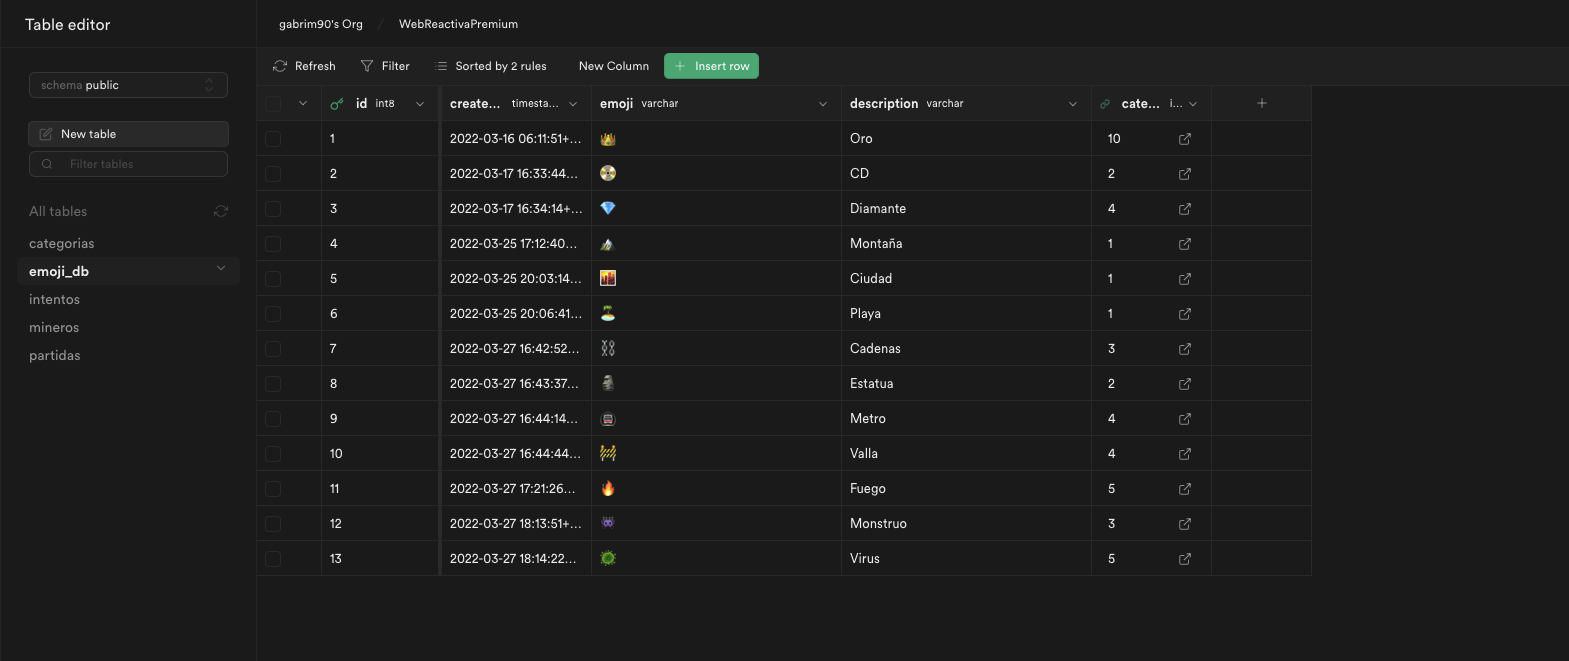 Table editor
gabrim90's Org / WebReactivaPremium
schema public
New table
Filter tables
All tables
categorias
emoji_db
intentos
mineros
partidas
Refresh Filter Sorted by 2 rules New Column + Insert row
id int8 create... timesta... emoji varchar description varchar cate... i... +
1 2022-03-16 06:11:51+... 👑 Oro 10
2 2022-03-17 16:33:44... 📀 CD 2
3 2022-03-17 16:34:14+... 💎 Diamante 4
4 2022-03-25 17:12:40... ⛰️ Montaña 1
5 2022-03-25 20:03:14... 🌇 Ciudad 1
6 2022-03-25 20:06:41... 🏝️ Playa 1
7 2022-03-27 16:42:52... ⛓️ Cadenas 3
8 2022-03-27 16:43:37... 🗿 Estatua 2
9 2022-03-27 16:44:14... 🚇 Metro 4
10 2022-03-27 16:44:44... 🚧 Valla 4
11 2022-03-27 17:21:26... 🔥 Fuego 5
12 2022-03-27 18:13:51+... 👾 Monstruo 3
13 2022-03-27 18:14:22... 🦠 Virus 5